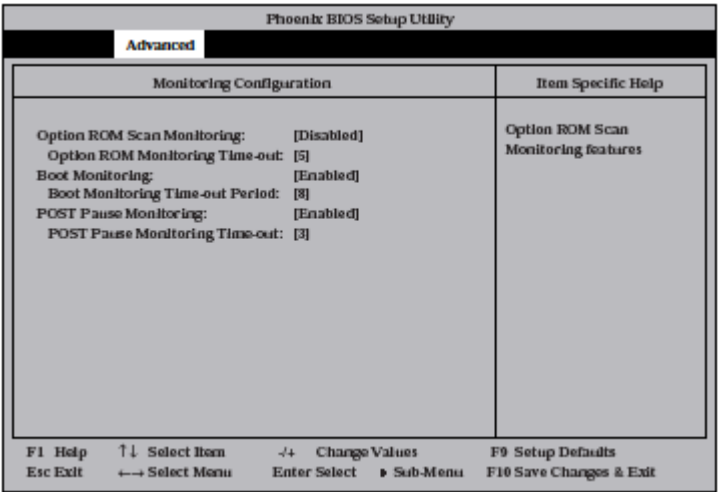 Phoenix BIOS Setup Utility
Advanced
Monitoring Configuration
Item Specific Help
Option ROM Scan Monitoring: [Disabled]
Option ROM Monitoring Time-out: [5]
Boot Monitoring: [Enabled]
Boot Monitoring Time-out Period: [8]
POST Pause Monitoring: [Enabled]
POST Pause Monitoring Time-out: [3]
Option ROM Scan
Monitoring features
F1 Help ↑↓ Select Item -/+ Change Values F9 Setup Defaults
Esc Exit ←→ Select Menu Enter Select ▶ Sub-Menu F10 Save Changes & Exit